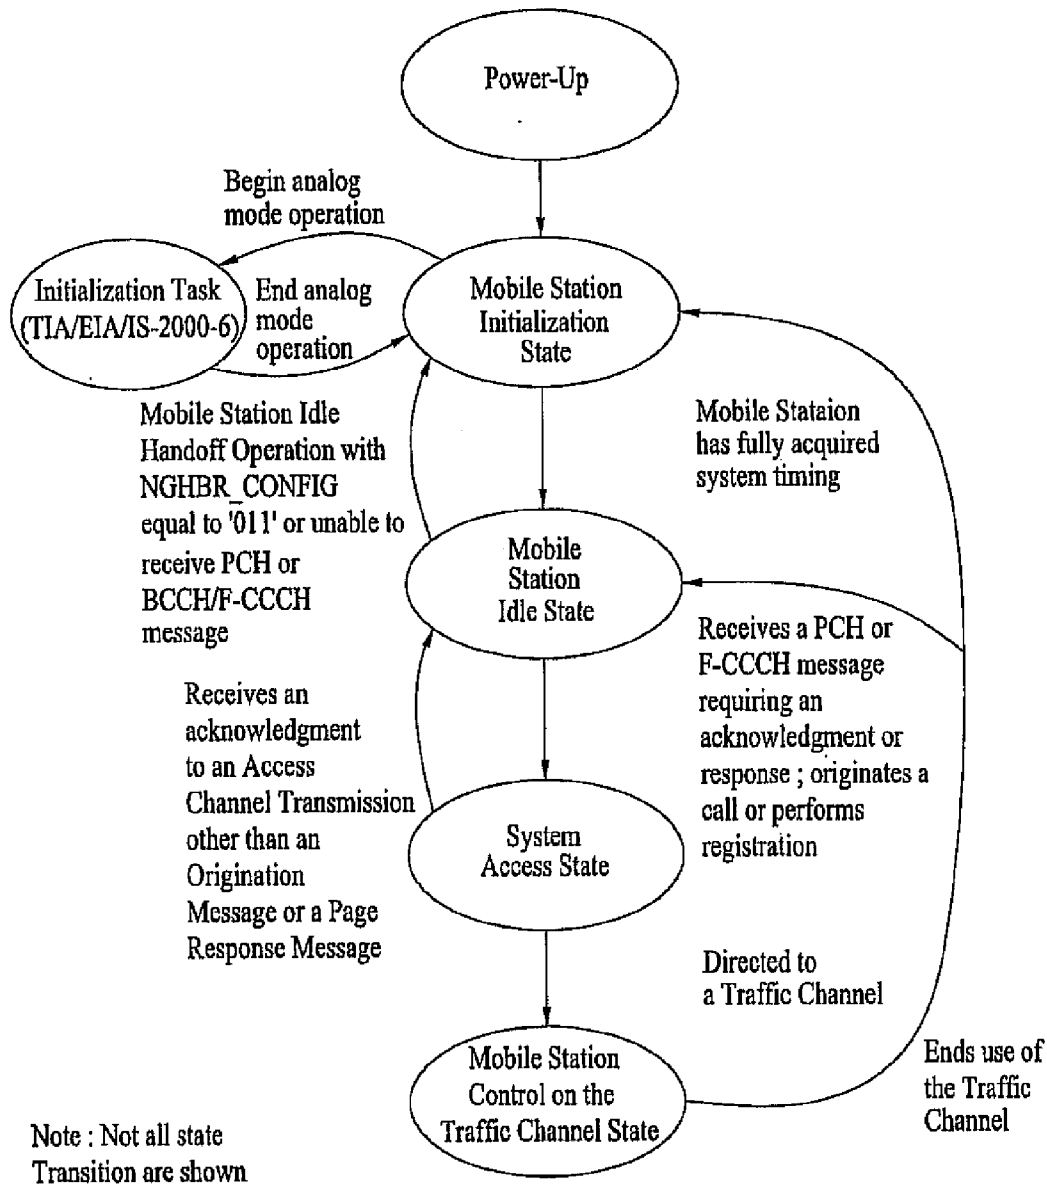 Power-Up
Begin analog
mode operation
Initialization Task
(TIA/EIA/IS-2000-6)
End analog
mode
operation
Mobile Station
Initialization
State
Mobile Station Idle
Handoff Operation with
NGHBR_CONFIG
equal to '011' or unable to
receive PCH or
BCCH/F-CCCH
message
Mobile Stataion
has fully acquired
system timing
Mobile
Station
Idle State
Receives an
acknowledgment
to an Access
Channel Transmission
other than an
Origination
Message or a Page
Response Message
Receives a PCH or
F-CCCH message
requiring an
acknowledgment or
response ; originates a
call or performs
registration
System
Access State
Directed to
a Traffic Channel
Mobile Station
Control on the
Traffic Channel State
Ends use of
the Traffic
Channel
Note : Not all state
Transition are shown